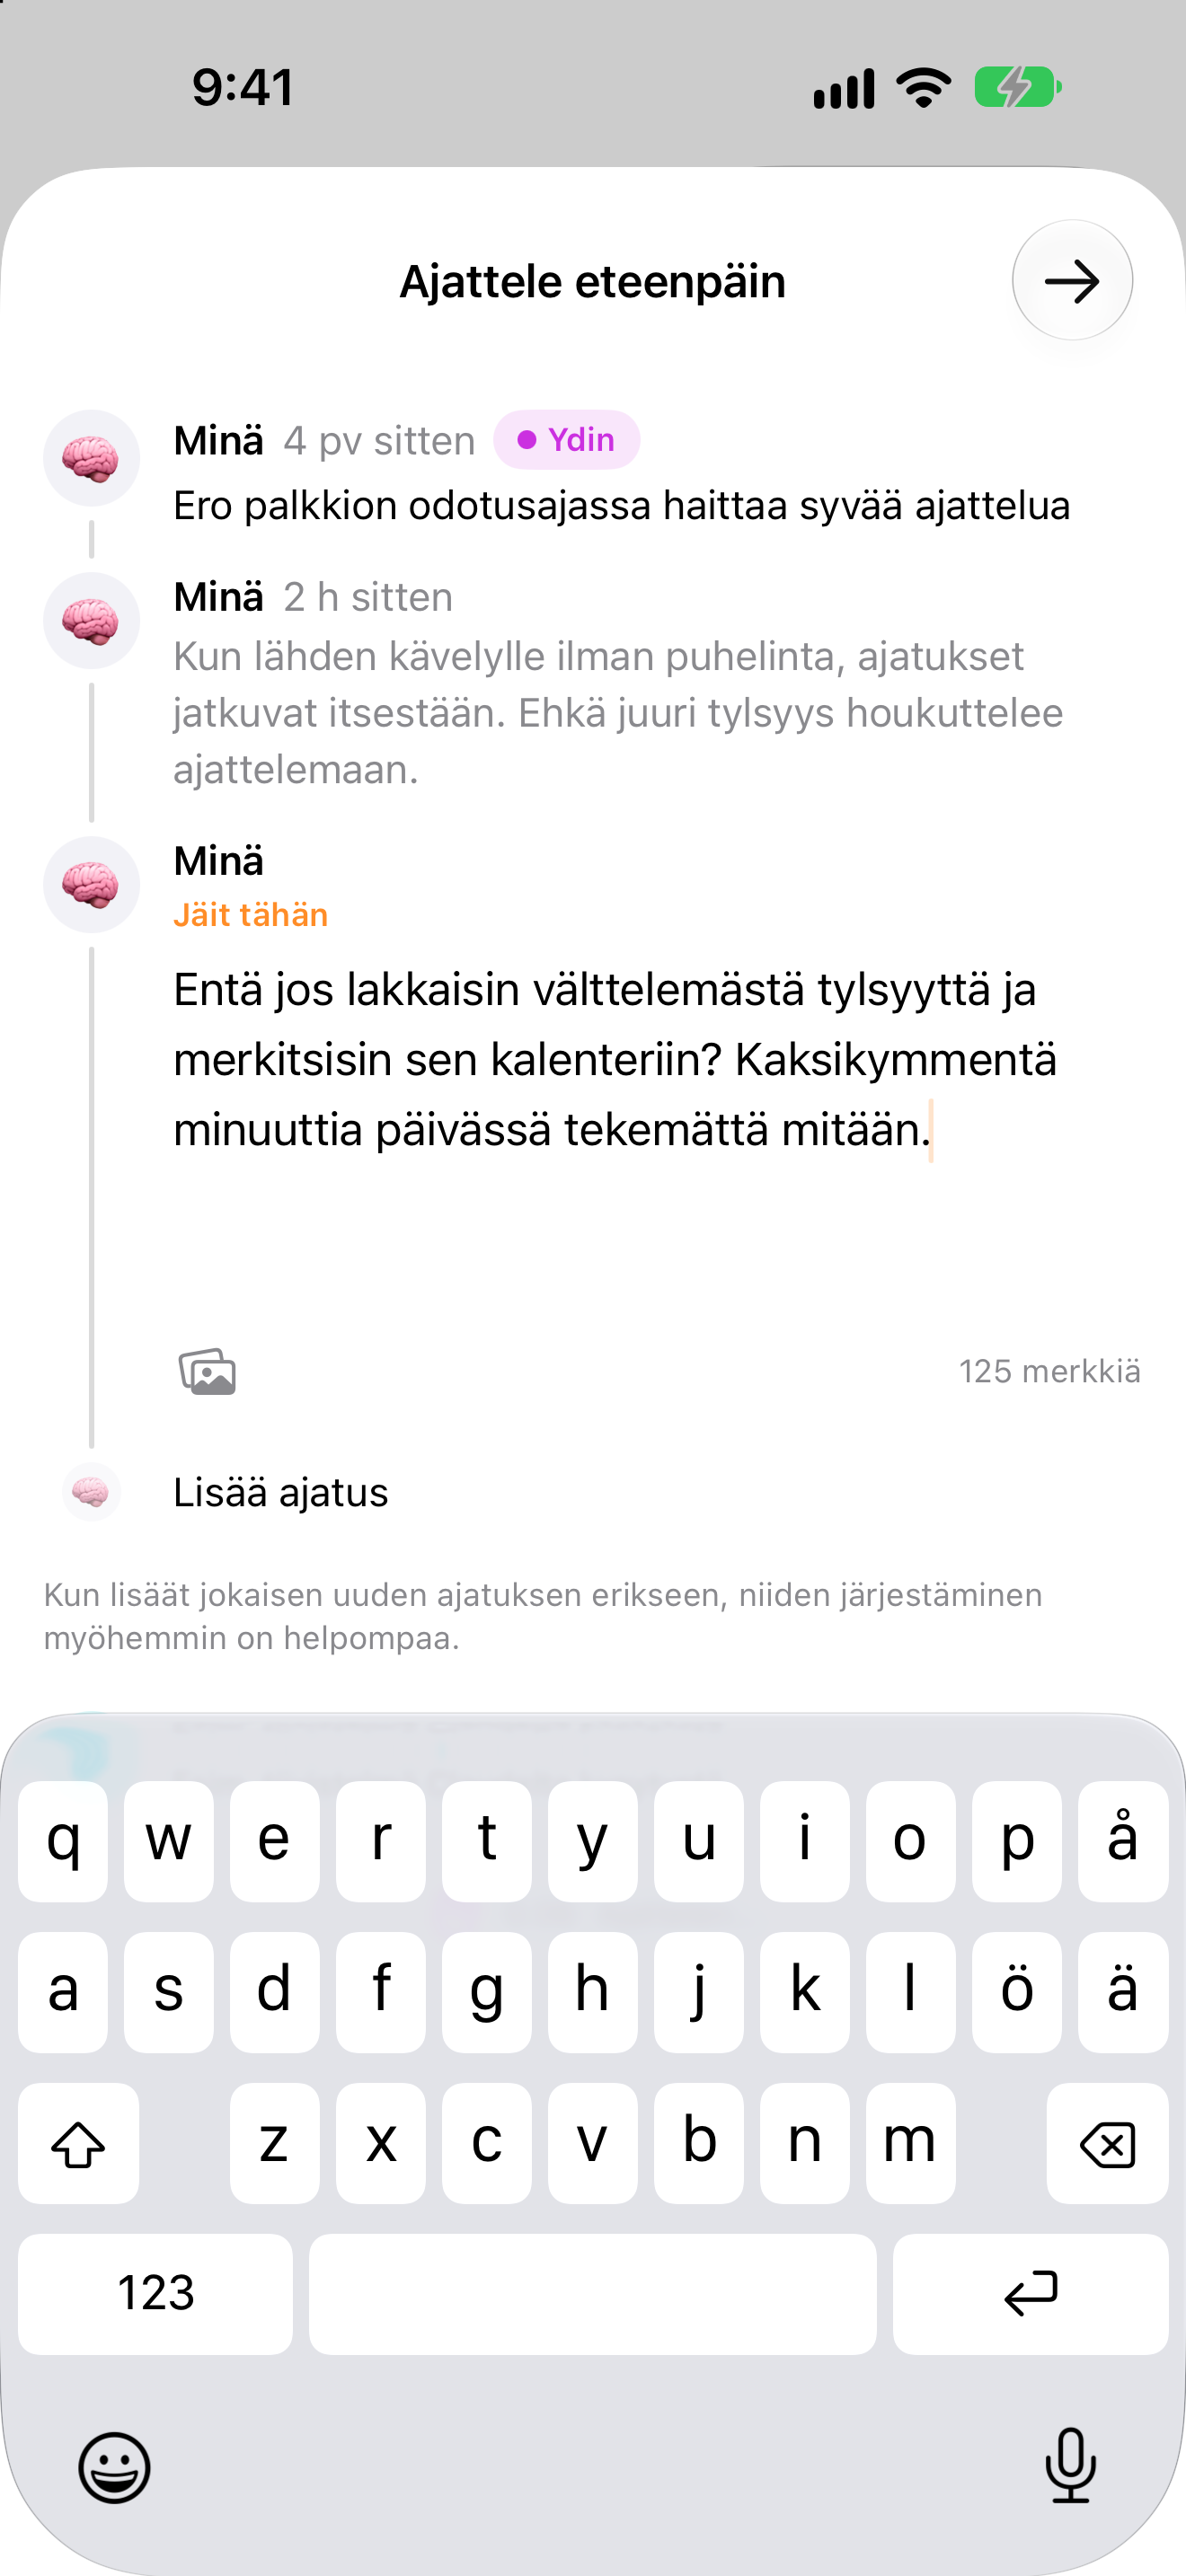 9:41
Ajattele eteenpäin
Minä 4 pv sitten Ydin
Ero palkkion odotusajassa haittaa syvää ajattelua
Minä 2 h sitten
Kun lähden kävelylle ilman puhelinta, ajatukset
jatkuvat itsestään. Ehkä juuri tylsyys houkuttelee
ajattelemaan.
Minä
Jäit tähän
Entä jos lakkaisin välttelemästä tylsyyttä ja
merkitsisin sen kalenteriin? Kaksikymmentä
minuuttia päivässä tekemättä mitään.
125 merkkiä
Lisää ajatus
Kun lisäät jokaisen uuden ajatuksen erikseen, niiden järjestäminen
myöhemmin on helpompaa.
q w e r t y u i o p å
a s d f g h j k l ö ä
z x c v b n m
123